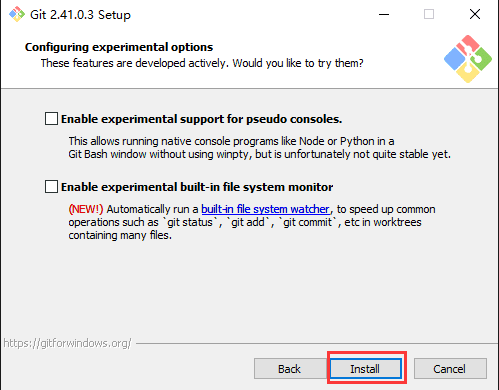 Git 2.41.0.3 Setup
Configuring experimental options
These features are developed actively. Would you like to try them?
Enable experimental support for pseudo consoles.
This allows running native console programs like Node or Python in a
Git Bash window without using winpty, but is unfortunately not quite stable yet.
Enable experimental built-in file system monitor
(NEW!) Automatically run a built-in file system watcher, to speed up common
operations such as `git status`, `git add`, `git commit`, etc in worktrees
containing many files.
https://gitforwindows.org/
Back Install Cancel